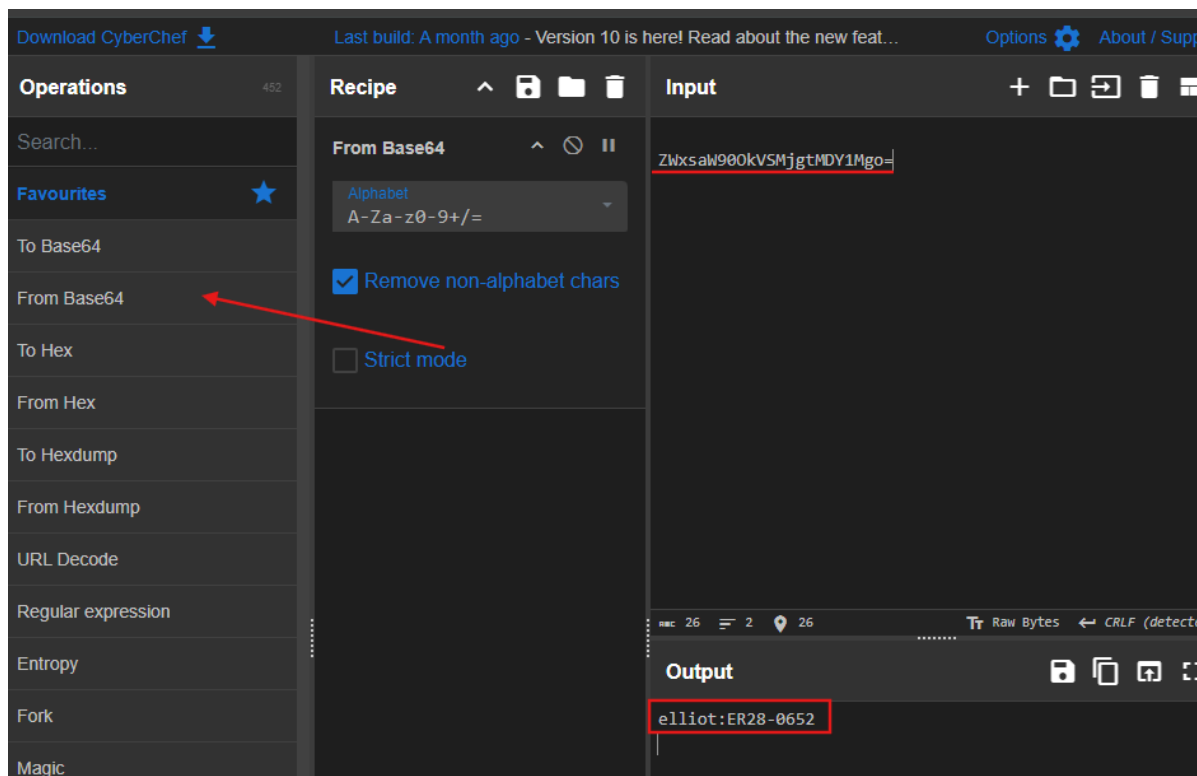 Download CyberChef
Last build: A month ago - Version 10 is here! Read about the new feat...
Options
About / Supp
Operations
452
Search...
Favourites
To Base64
From Base64
To Hex
From Hex
To Hexdump
From Hexdump
URL Decode
Regular expression
Entropy
Fork
Magic
Recipe
From Base64
Alphabet
A-Za-z0-9+/=
Remove non-alphabet chars
Strict mode
Input
ZWxsaW90OkVSMjgtMDY1Mgo=
ABC 26 2 26
Tт Raw Bytes CRLF (detecte
Output
elliot:ER28-0652